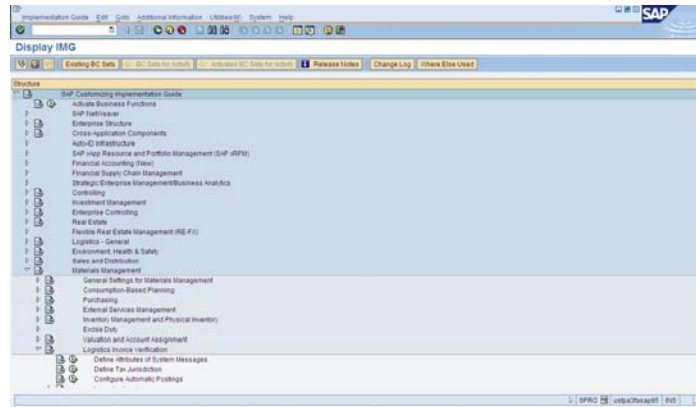 Implementation Guide Edit Goto Additional Information Utilities(M) System Help
SAP
Display IMG
Existing BC Sets BC Sets for Activity Activated BC Sets for Activity Release Notes Change Log Where Else Used
Structure
SAP Customizing Implementation Guide
Activate Business Functions
SAP NetWeaver
Enterprise Structure
Cross-Application Components
Auto-ID Infrastructure
SAP xApp Resource and Portfolio Management (SAP xRPM)
Financial Accounting (New)
Financial Supply Chain Management
Strategic Enterprise Management/Business Analytics
Controlling
Investment Management
Enterprise Controlling
Real Estate
Flexible Real Estate Management (RE-FX)
Logistics - General
Environment, Health & Safety
Sales and Distribution
Materials Management
General Settings for Materials Management
Consumption-Based Planning
Purchasing
External Services Management
Inventory Management and Physical Inventory
Excise Duty
Valuation and Account Assignment
Logistics Invoice Verification
Define Attributes of System Messages
Define Tax Jurisdiction
Configure Automatic Postings
SPRO INS